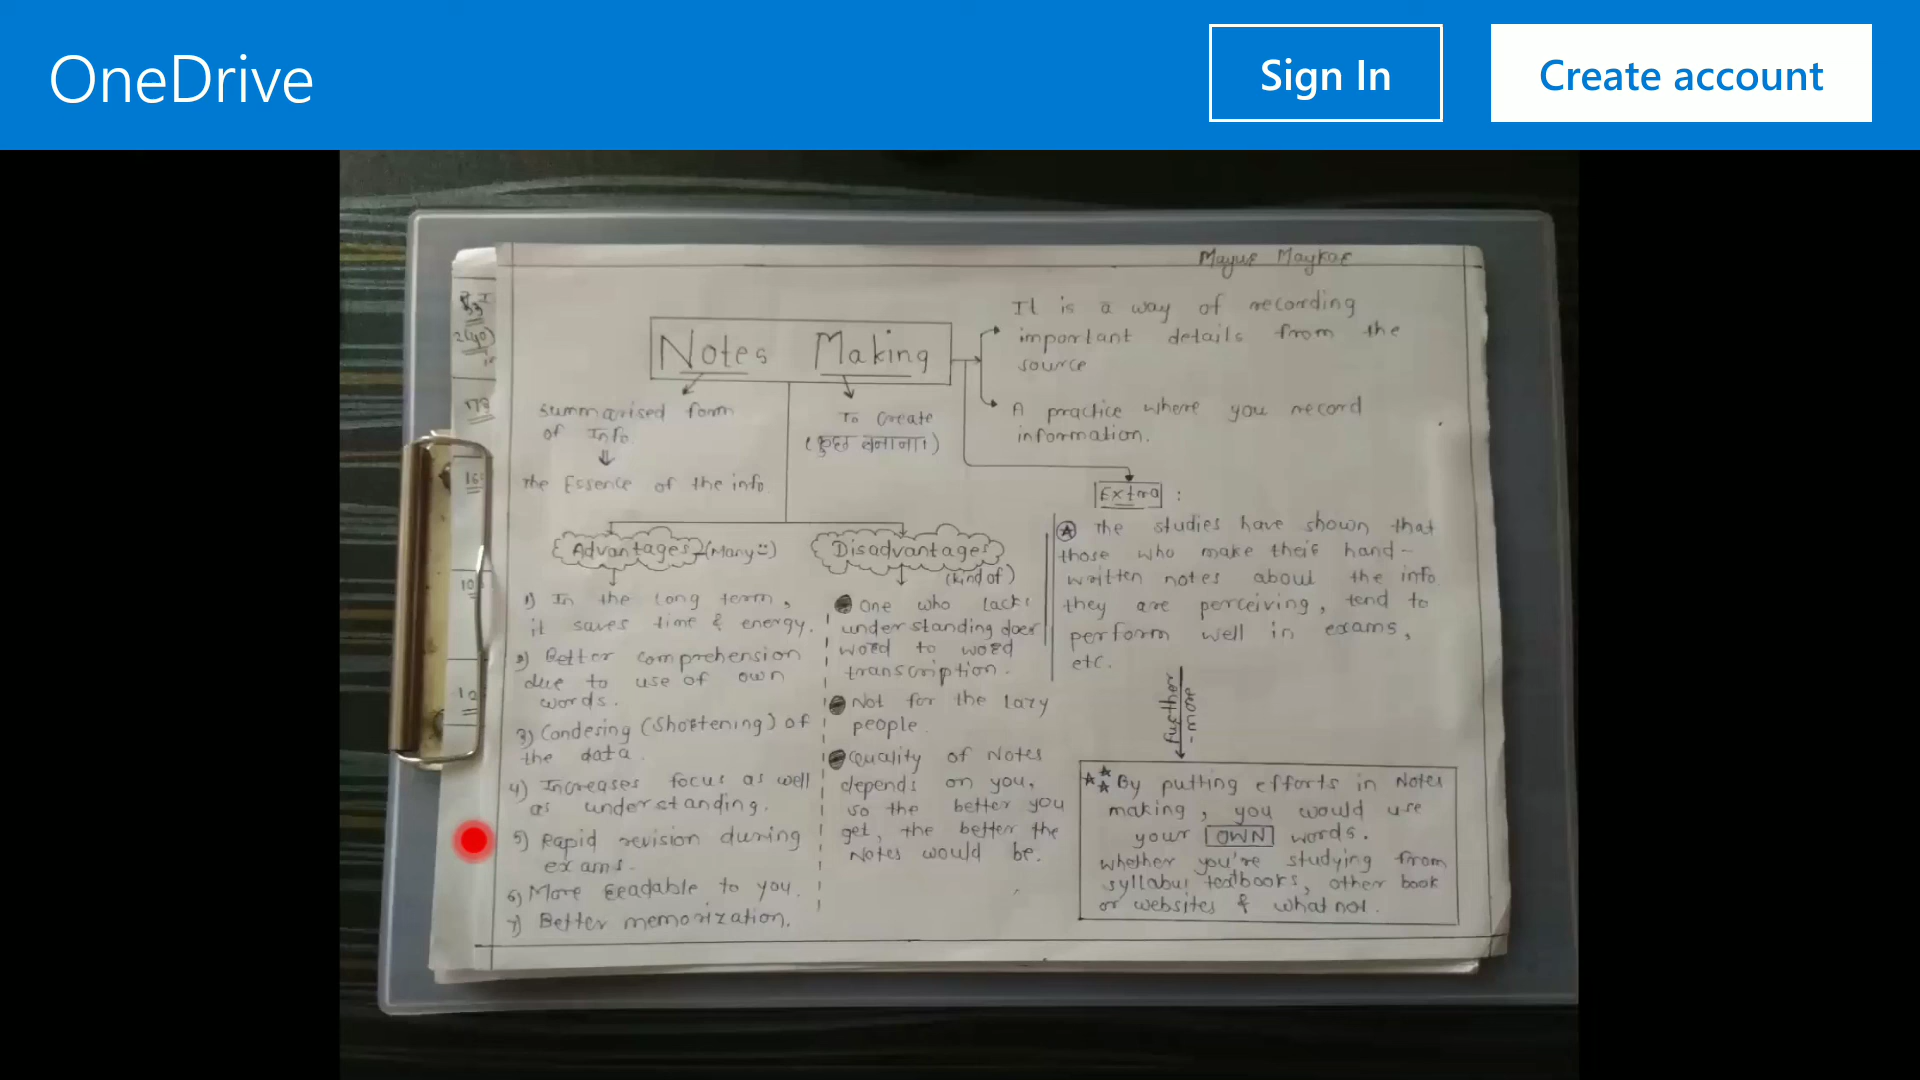 OneDrive
Sign In
Create account
Mayur Maykar
Notes Making
It is a way of recording
important details from the
source
A practice where you record
information.
summarised form
of Info
⇓
The Essence of the info
To Create
(कुछ बनाना।)
Extra :
The studies have shown that
those who make their hand-
written notes about the info
they are perceiving, tend to
perform well in exams,
etc.
Further
more
By putting efforts in Notes
making, you would use
your OWN words.
whether you're studying from
syllabus textbooks, other book
or websites & what not.
Advantages - (Many)
1) In the long term,
it saves time & energy.
2) Better comprehension
due to use of own
words.
3) Condesing (Shortening) of
the data.
4) Increases focus as well
as understanding.
5) Rapid revision during
exams.
6) More readable to you.
7) Better memorization.
Disadvantages
(kind of)
One who lacks
understanding does
word to word
transcription.
Not for the lazy
people.
Quality of Notes
depends on you,
so the better you
get, the better the
Notes would be.